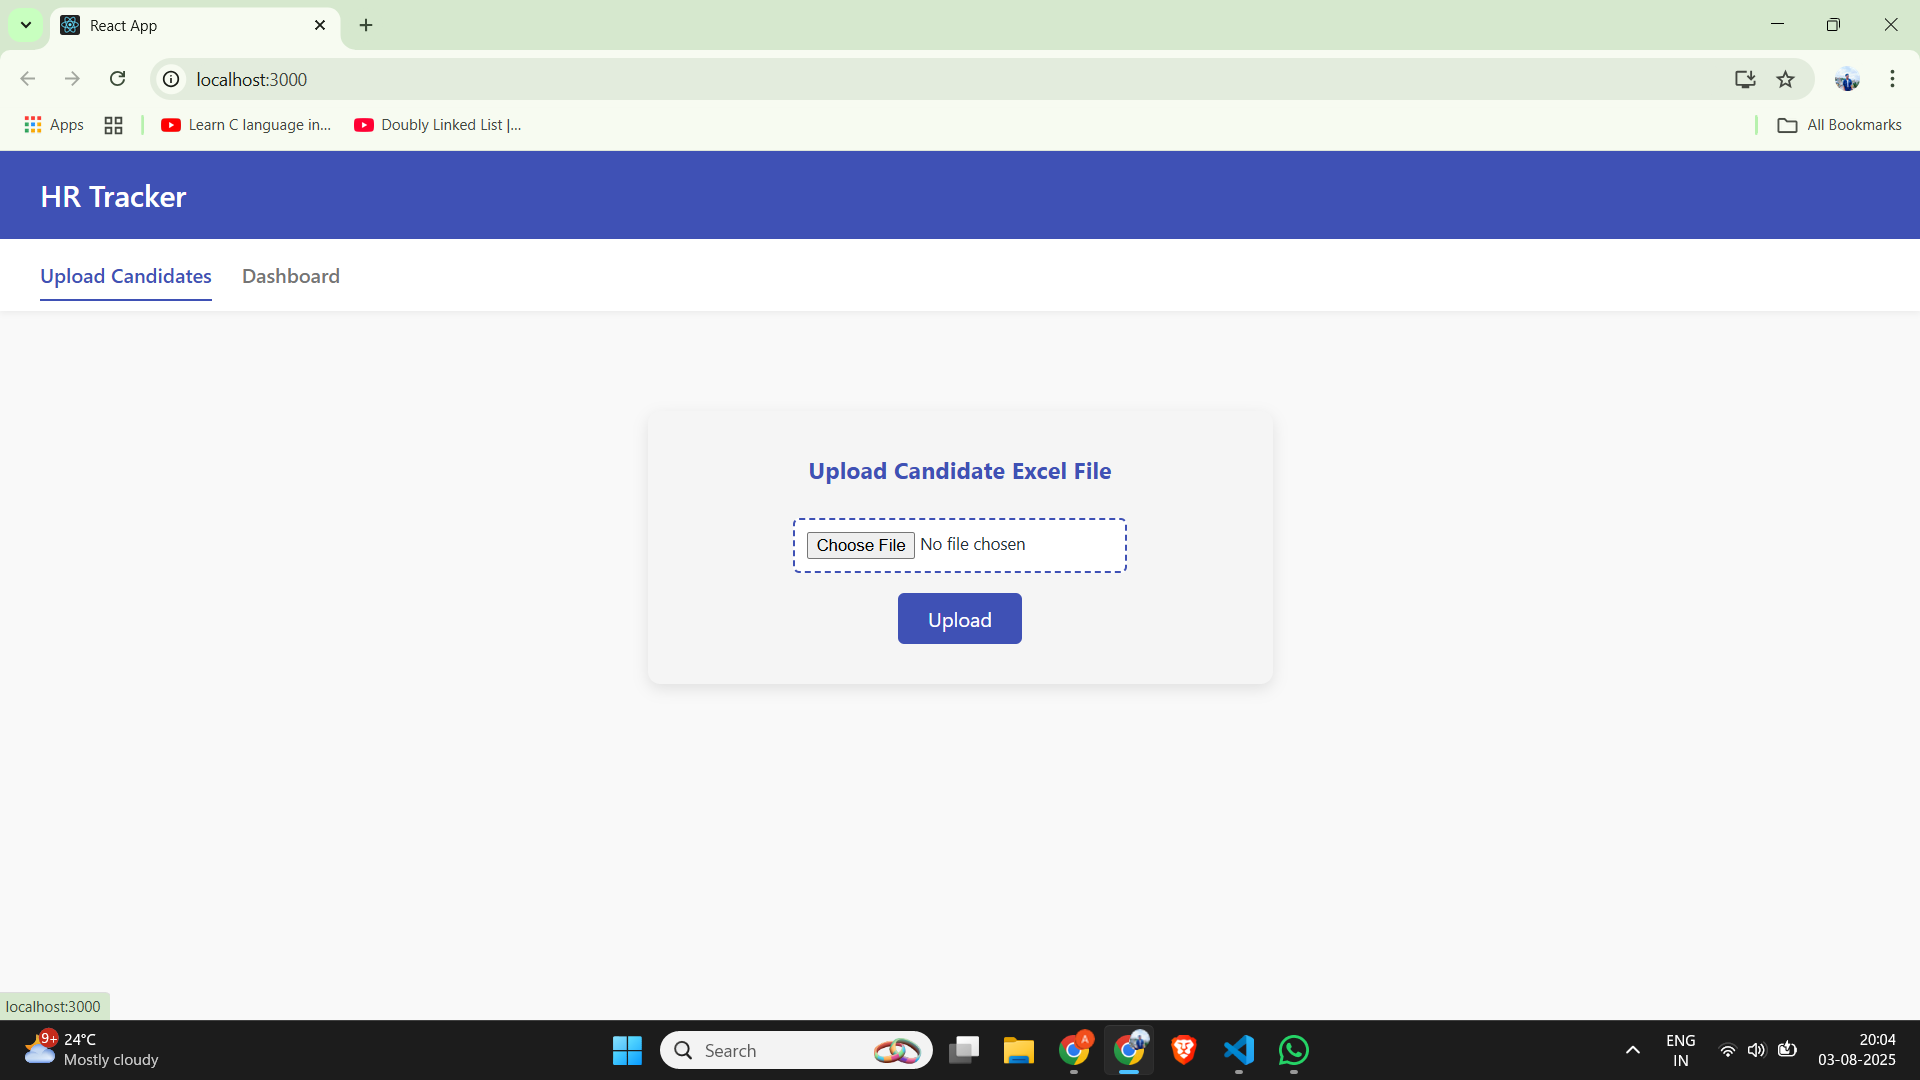 React App
localhost:3000
Apps
Learn C language in...
Doubly Linked List |...
All Bookmarks
HR Tracker
Upload Candidates
Dashboard
Upload Candidate Excel File
Choose File
No file chosen
Upload
localhost:3000
9+
24°C
Mostly cloudy
Search
A
ENG
IN
20:04
03-08-2025